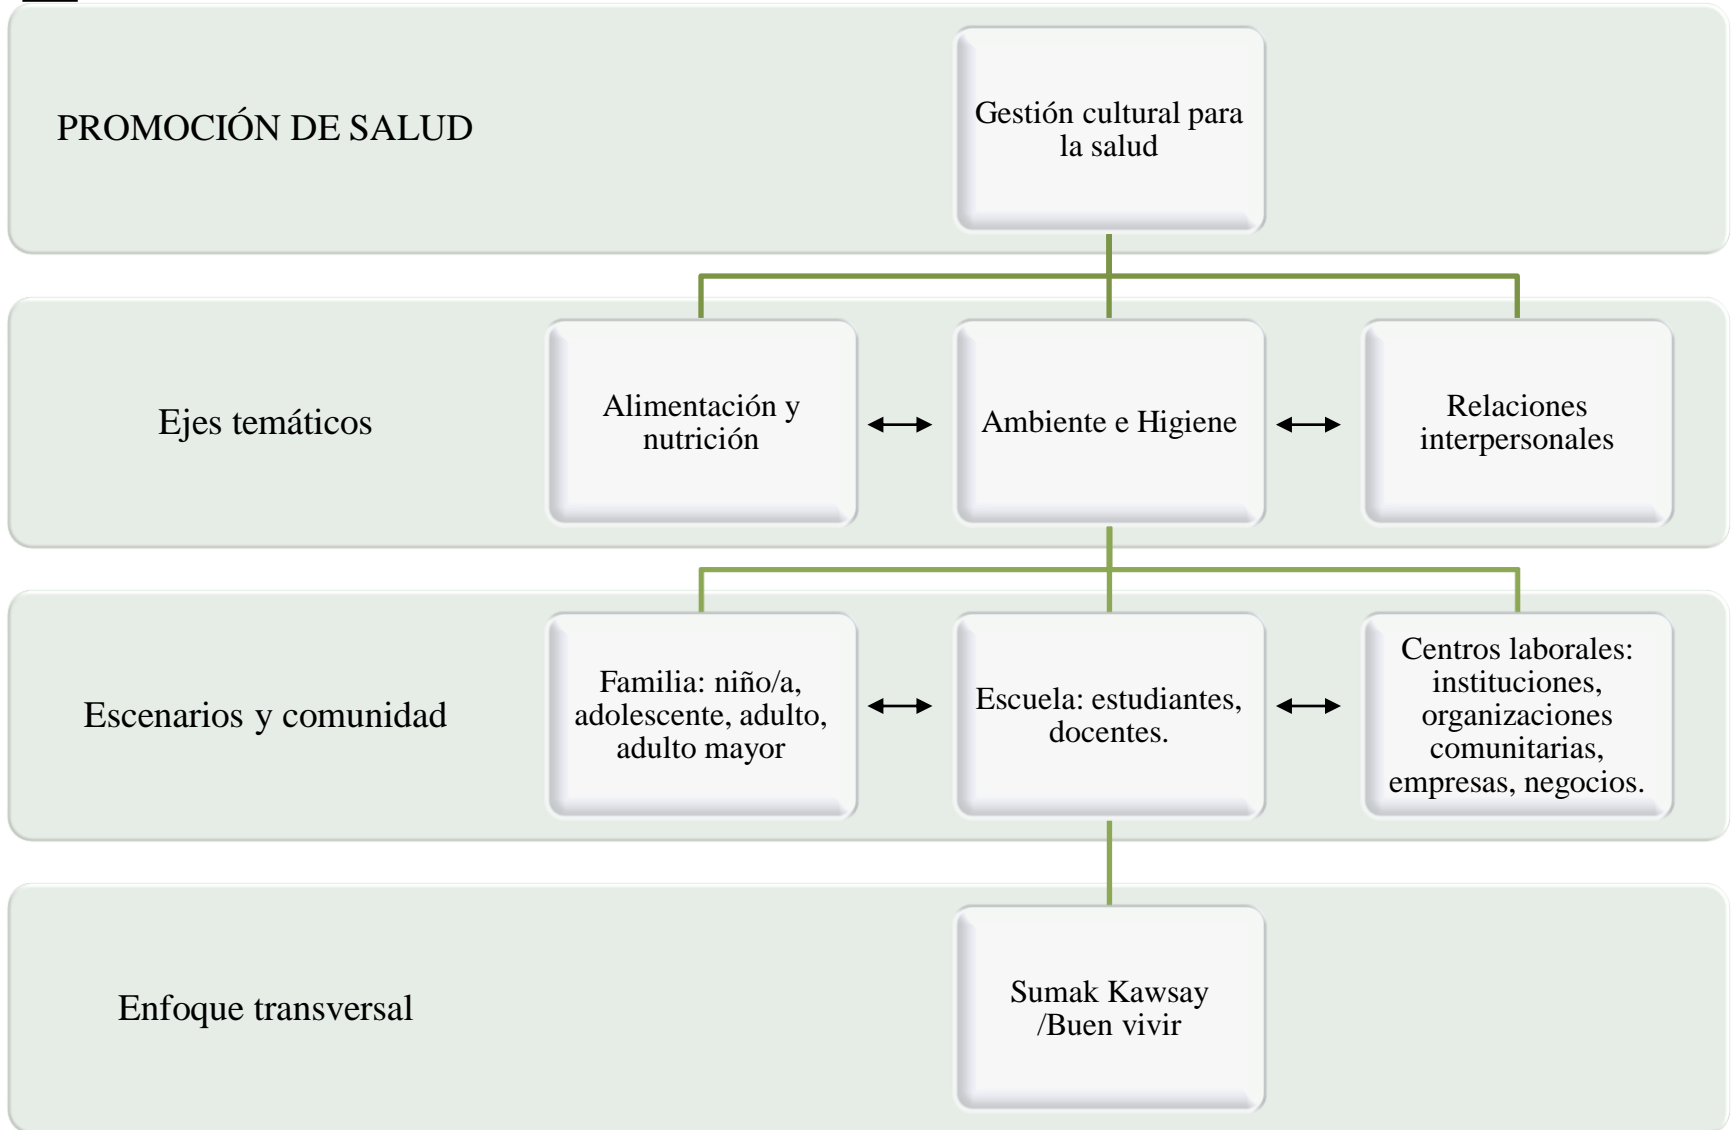 PROMOCIÓN DE SALUD
Gestión cultural para
la salud
Ejes temáticos
Alimentación y
nutrición
Ambiente e Higiene
Relaciones
interpersonales
Escenarios y comunidad
Familia: niño/a,
adolescente, adulto,
adulto mayor
Escuela: estudiantes,
docentes.
Centros laborales:
instituciones,
organizaciones
comunitarias,
empresas, negocios.
Enfoque transversal
Sumak Kawsay
/Buen vivir